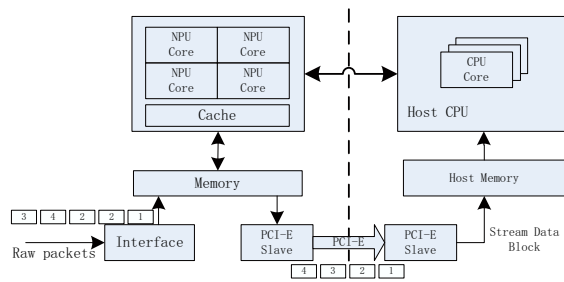 NPU NPU
Core Core
NPU NPU
Core Core
Cache
CPU
Core
Host CPU
Memory
Host Memory
3 4 2 2 1
Raw packets
Interface
PCI-E
Slave
PCI-E
PCI-E
Slave
Stream Data
Block
4 3 2 1